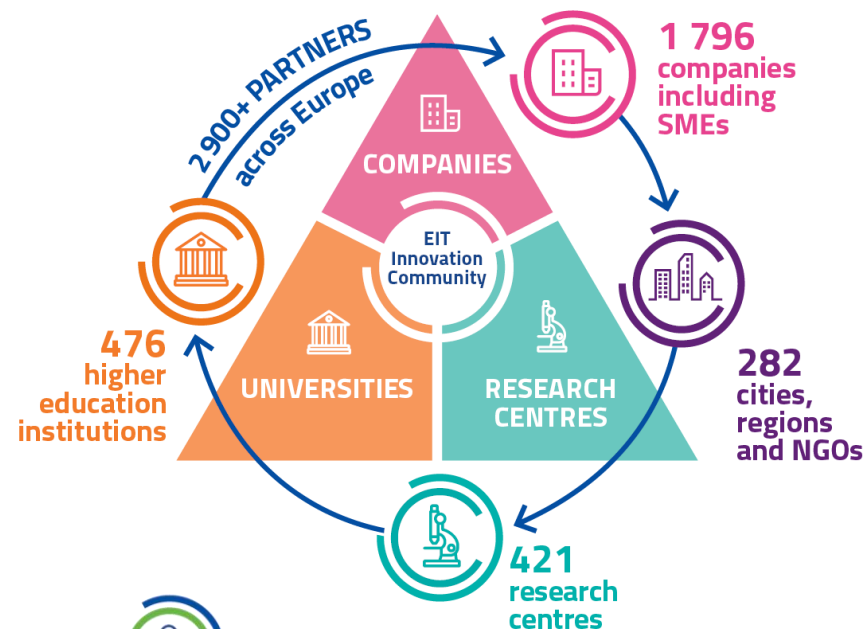 2 900+ PARTNERS
across Europe
1 796
companies
including
SMEs
COMPANIES
EIT
Innovation
Community
476
higher
education
institutions
UNIVERSITIES
RESEARCH
CENTRES
282
cities,
regions
and NGOs
421
research
centres